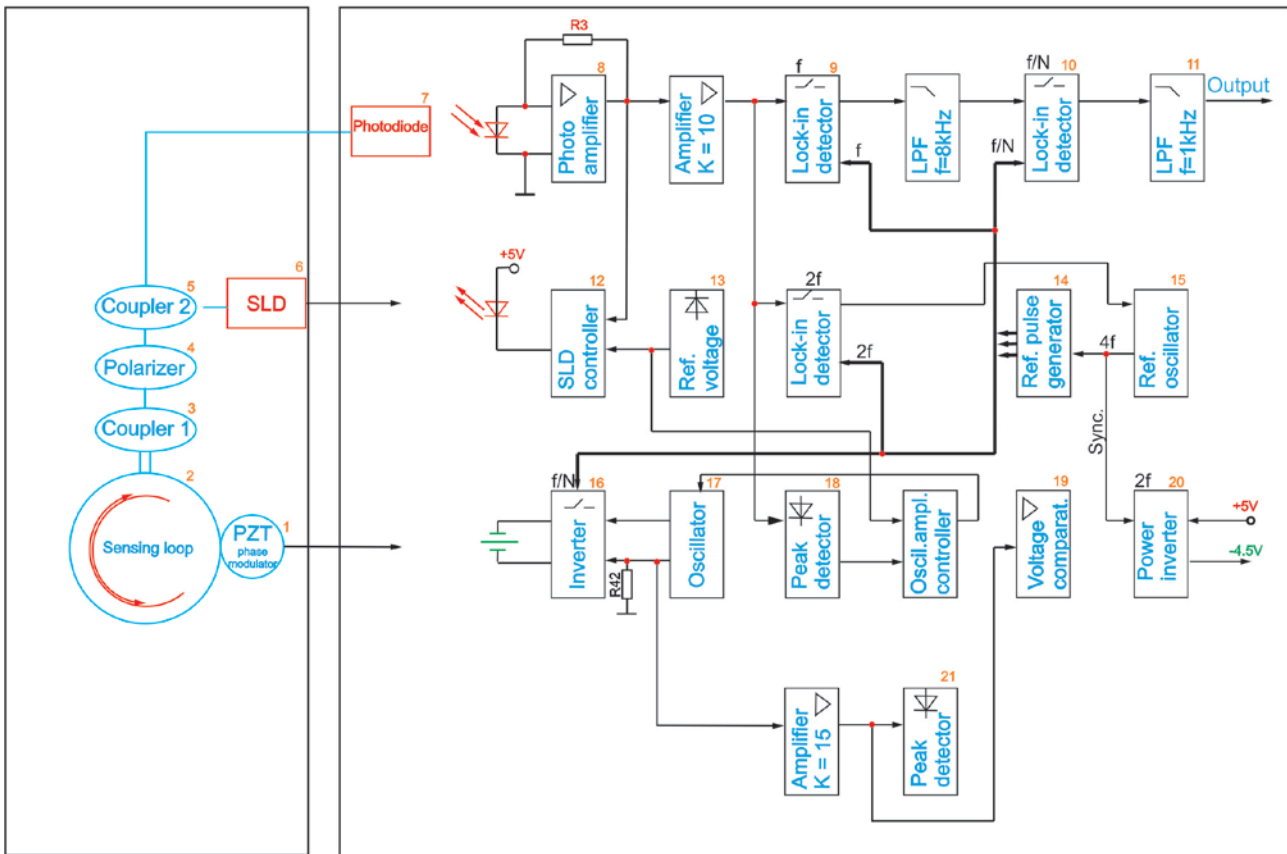 R3
7
Photodiode
8
Photo
amplifier
Amplifier
K = 10
f
9
Lock-in
detector
f
LPF
f=8kHz
f/N
10
Lock-in
detector
f/N
11
LPF
f=1kHz
Output
5
Coupler 2
6
SLD
4
Polarizer
3
Coupler 1
2
Sensing loop
PZT
phase
modulator
1
+5V
12
SLD
controller
13
Ref.
voltage
2f
Lock-in
detector
2f
14
Ref. pulse
generator
4f
15
Ref.
oscillator
Sync.
f/N
16
Inverter
R42
17
Oscillator
18
Peak
detector
Oscil.ampl.
controller
19
Voltage
comparat.
2f
20
Power
inverter
+5V
-4.5V
Amplifier
K = 15
21
Peak
detector